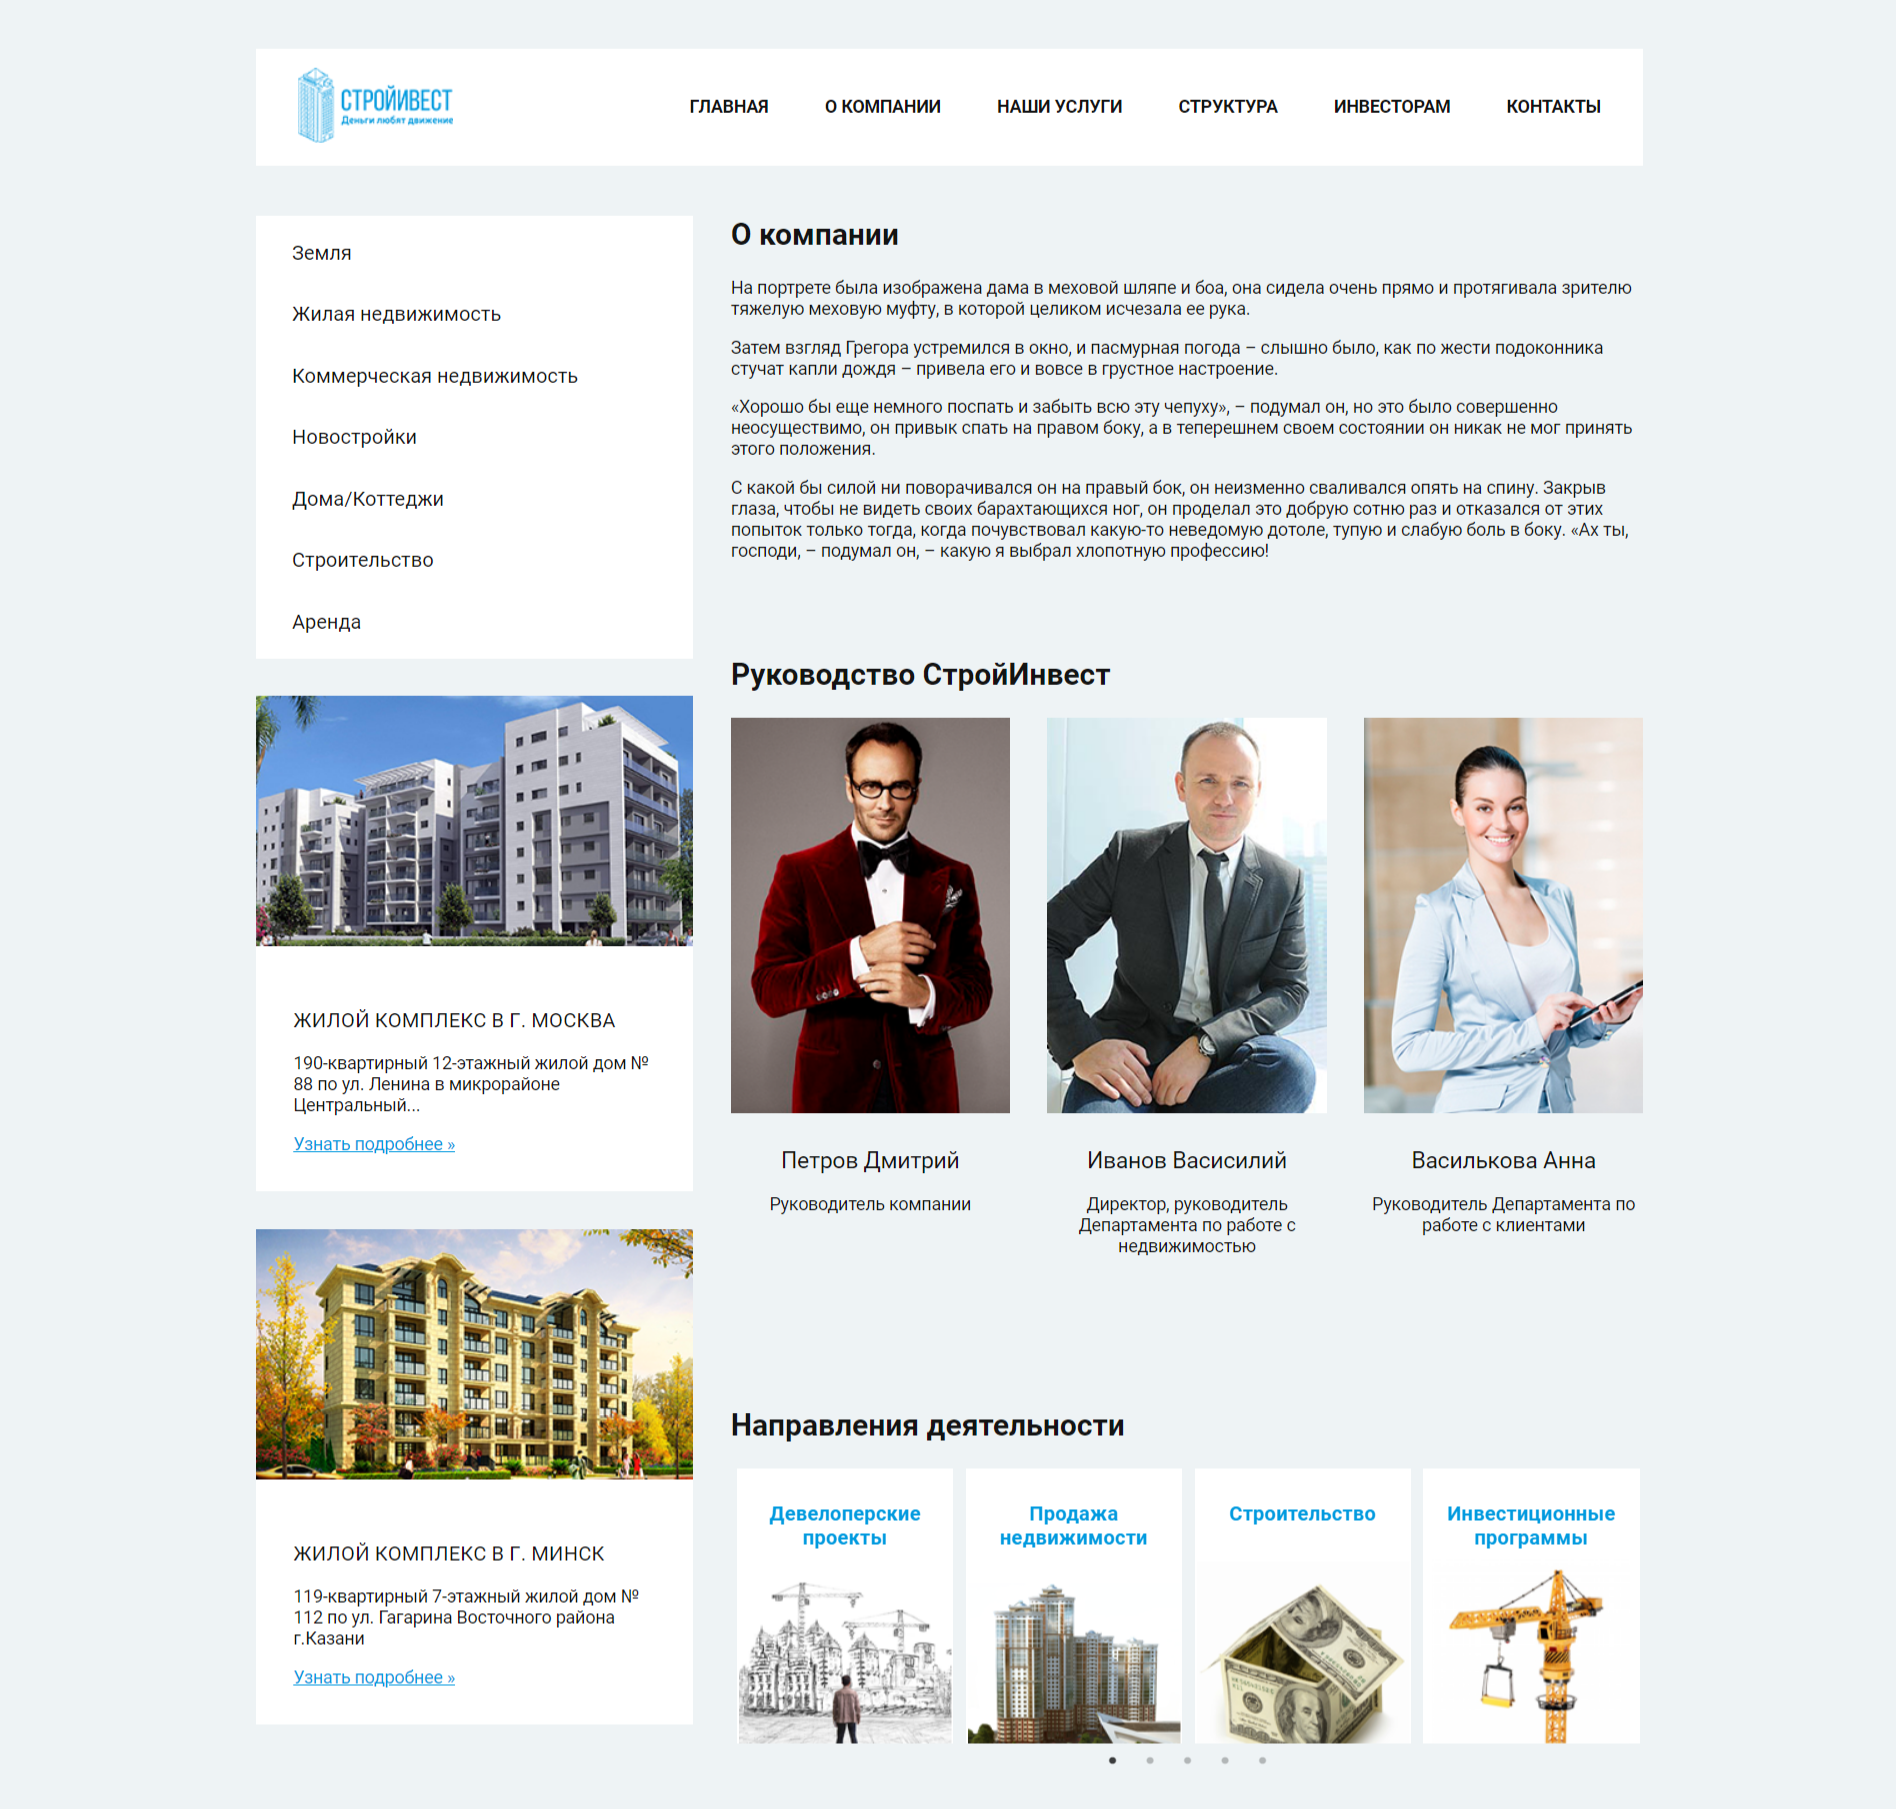 СТРОЙИВЕСТ
Деньги любят движение
ГЛАВНАЯ
О КОМПАНИИ
НАШИ УСЛУГИ
СТРУКТУРА
ИНВЕСТОРАМ
КОНТАКТЫ
Земля
Жилая недвижимость
Коммерческая недвижимость
Новостройки
Дома/Коттеджи
Строительство
Аренда
ЖИЛОЙ КОМПЛЕКС В Г. МОСКВА
190-квартирный 12-этажный жилой дом №
88 по ул. Ленина в микрорайоне
Центральный...
Узнать подробнее »
ЖИЛОЙ КОМПЛЕКС В Г. МИНСК
119-квартирный 7-этажный жилой дом №
112 по ул. Гагарина Восточного района
г.Казани
Узнать подробнее »
О компании
На портрете была изображена дама в меховой шляпе и боа, она сидела очень прямо и протягивала зрителю
тяжелую меховую муфту, в которой целиком исчезала ее рука.
Затем взгляд Грегора устремился в окно, и пасмурная погода – слышно было, как по жести подоконника
стучат капли дождя – привела его и вовсе в грустное настроение.
«Хорошо бы еще немного поспать и забыть всю эту чепуху», – подумал он, но это было совершенно
неосуществимо, он привык спать на правом боку, а в теперешнем своем состоянии он никак не мог принять
этого положения.
С какой бы силой ни поворачивался он на правый бок, он неизменно сваливался опять на спину. Закрыв
глаза, чтобы не видеть своих барахтающихся ног, он проделал это добрую сотню раз и отказался от этих
попыток только тогда, когда почувствовал какую-то неведомую дотоле, тупую и слабую боль в боку. «Ах ты,
господи, – подумал он, – какую я выбрал хлопотную профессию!
Руководство СтройИнвест
Петров Дмитрий
Руководитель компании
Иванов Васисилий
Директор, руководитель
Департамента по работе с
недвижимостью
Василькова Анна
Руководитель Департамента по
работе с клиентами
Направления деятельности
Девелоперские
проекты
Продажа
недвижимости
Строительство
Инвестиционные
программы